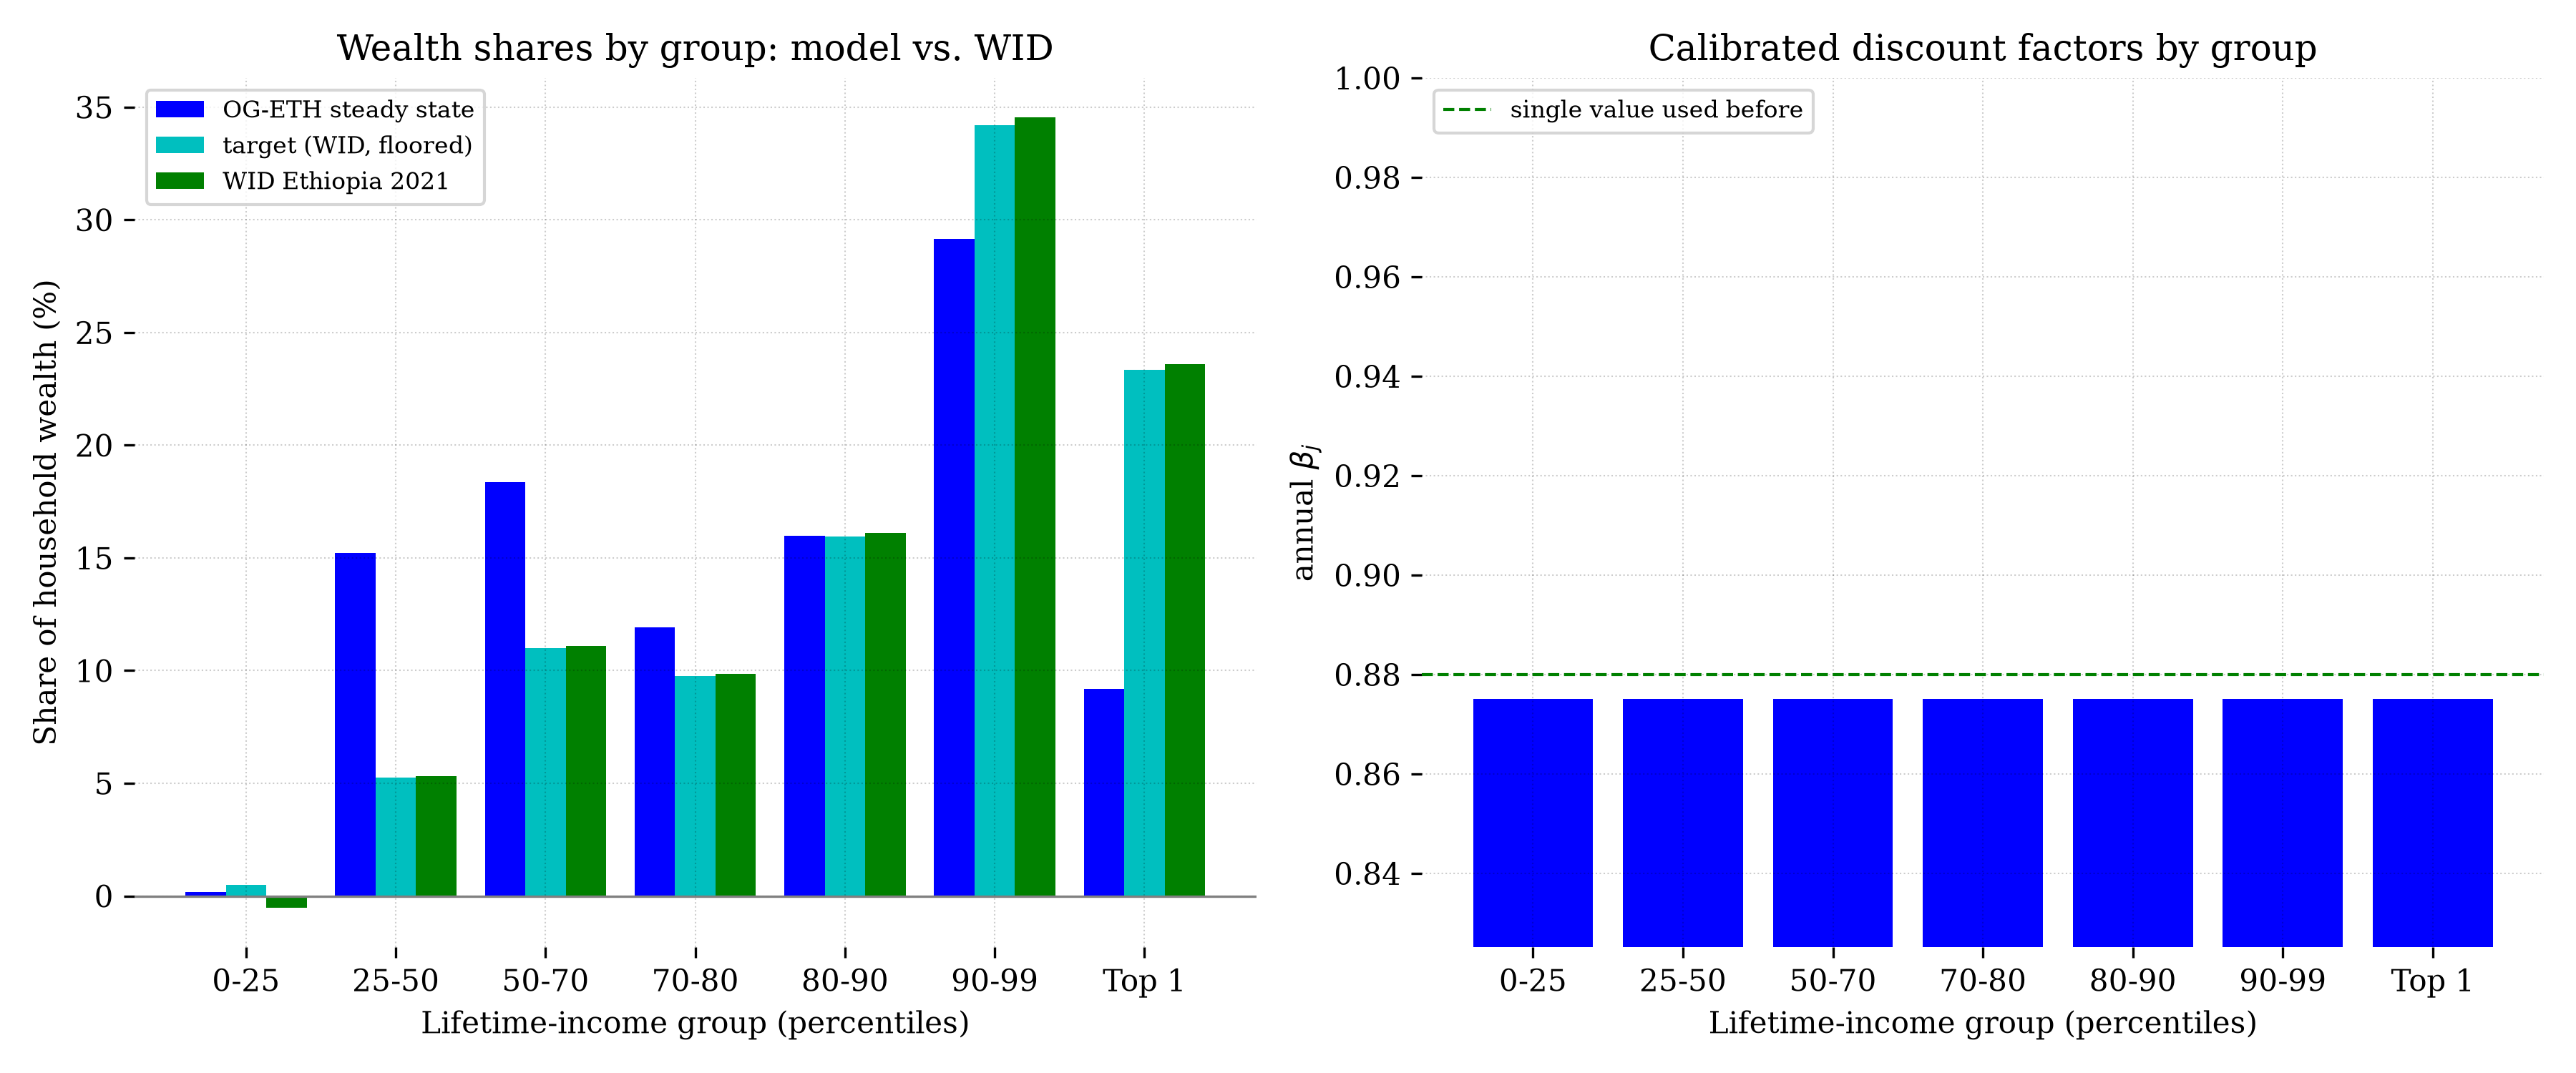 Wealth shares by group: model vs. WID
OG-ETH steady state
target (WID, floored)
WID Ethiopia 2021
Share of household wealth (%)
35
30
25
20
15
10
5
0
0-25 25-50 50-70 70-80 80-90 90-99 Top 1
Lifetime-income group (percentiles)
Calibrated discount factors by group
single value used before
annual βj
1.00
0.98
0.96
0.94
0.92
0.90
0.88
0.86
0.84
0-25 25-50 50-70 70-80 80-90 90-99 Top 1
Lifetime-income group (percentiles)